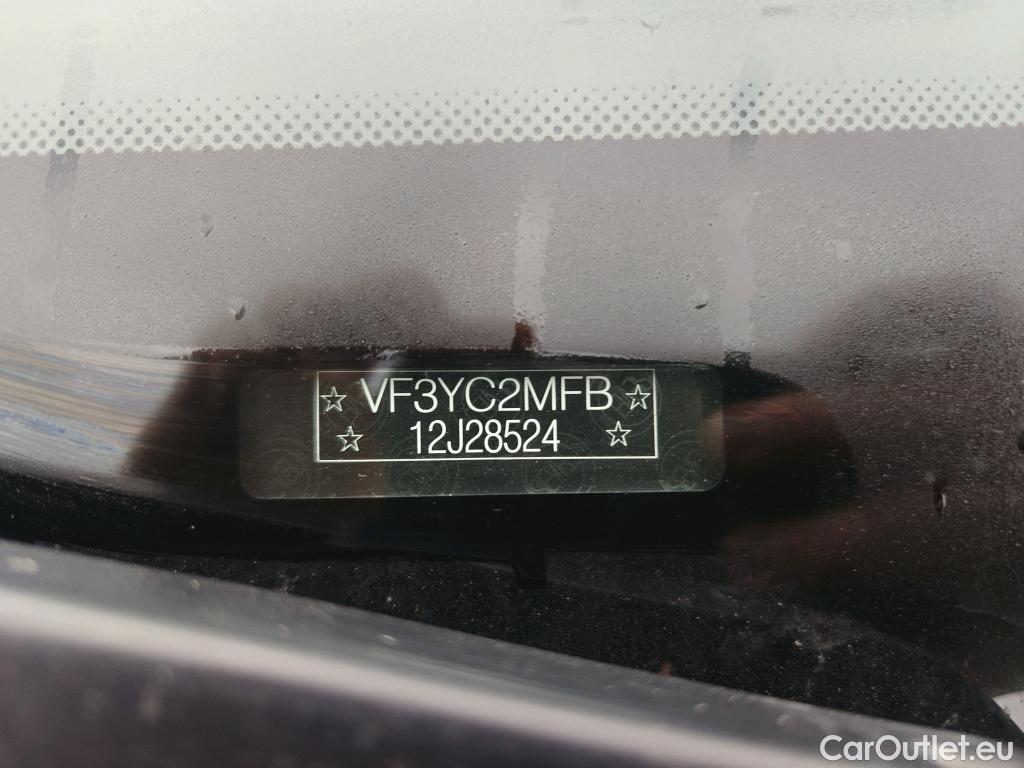 ☆ VF3YC2MFB ☆
☆ 12J28524 ☆
CarOutlet.eu